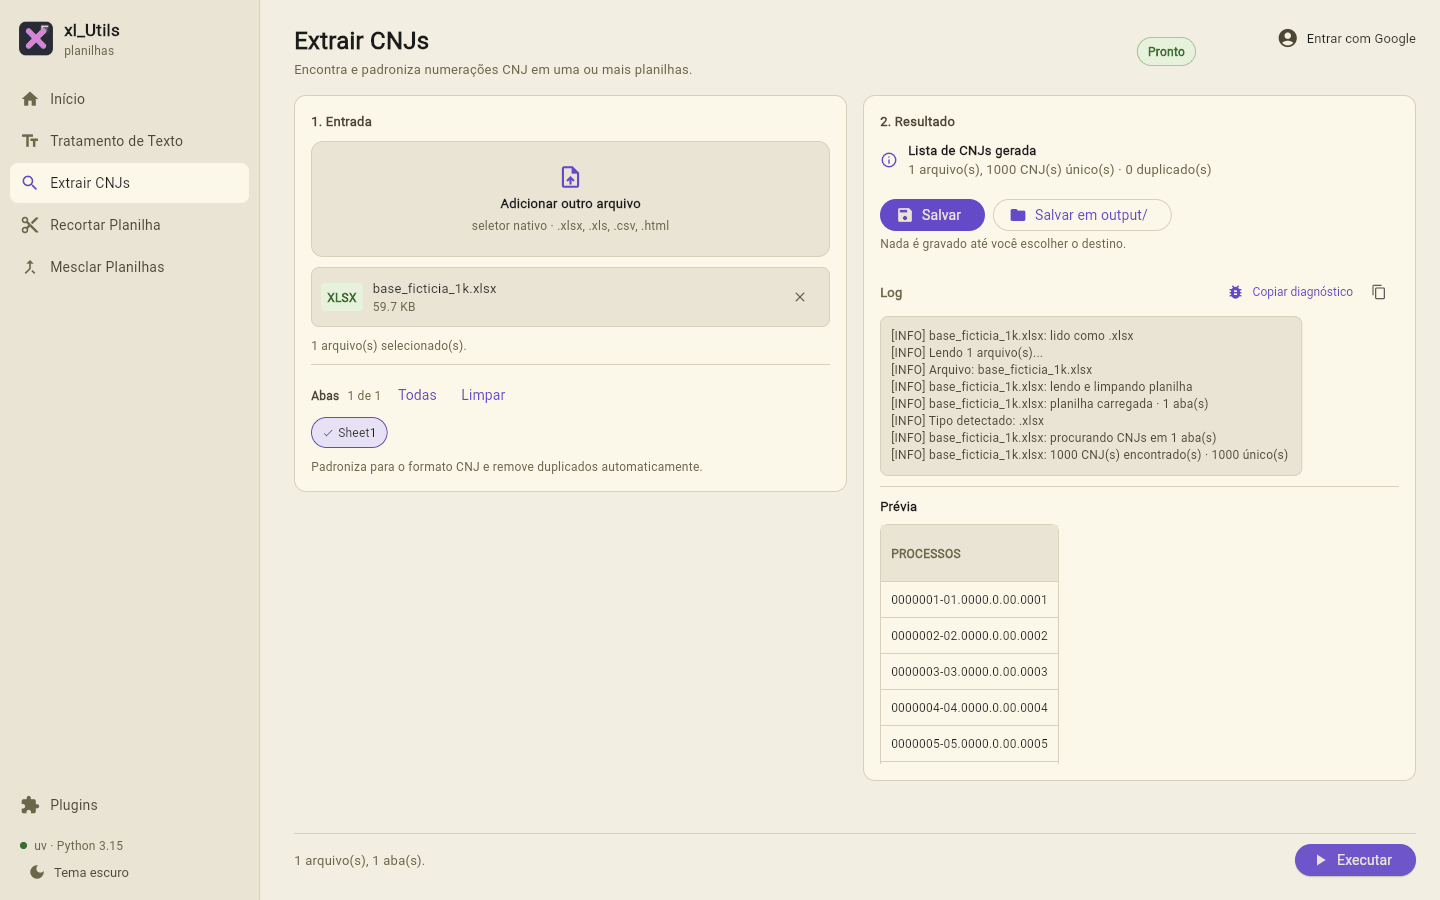 xl_Utils
planilhas
Início
Tratamento de Texto
Extrair CNJs
Recortar Planilha
Mesclar Planilhas
Plugins
uv · Python 3.15
Tema escuro
Extrair CNJs
Encontra e padroniza numerações CNJ em uma ou mais planilhas.
Pronto
Entrar com Google
1. Entrada
Adicionar outro arquivo
seletor nativo · .xlsx, .xls, .csv, .html
XLSX
base_ficticia_1k.xlsx
59.7 KB
1 arquivo(s) selecionado(s).
Abas 1 de 1 Todas Limpar
Sheet1
Padroniza para o formato CNJ e remove duplicados automaticamente.
2. Resultado
Lista de CNJs gerada
1 arquivo(s), 1000 CNJ(s) único(s) · 0 duplicado(s)
Salvar
Salvar em output/
Nada é gravado até você escolher o destino.
Log
Copiar diagnóstico
[INFO] base_ficticia_1k.xlsx: lido como .xlsx
[INFO] Lendo 1 arquivo(s)...
[INFO] Arquivo: base_ficticia_1k.xlsx
[INFO] base_ficticia_1k.xlsx: lendo e limpando planilha
[INFO] base_ficticia_1k.xlsx: planilha carregada · 1 aba(s)
[INFO] Tipo detectado: .xlsx
[INFO] base_ficticia_1k.xlsx: procurando CNJs em 1 aba(s)
[INFO] base_ficticia_1k.xlsx: 1000 CNJ(s) encontrado(s) · 1000 único(s)
Prévia
PROCESSOS
0000001-01.0000.0.00.0001
0000002-02.0000.0.00.0002
0000003-03.0000.0.00.0003
0000004-04.0000.0.00.0004
0000005-05.0000.0.00.0005
1 arquivo(s), 1 aba(s).
Executar